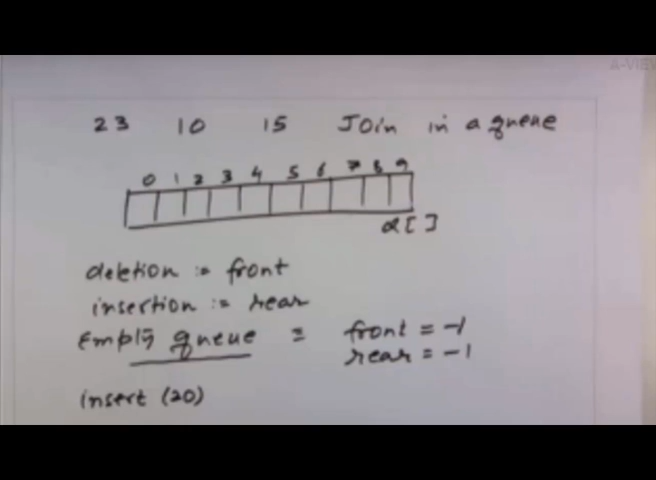 A-VIEW
23 10 15 Join in a queue
0 1 2 3 4 5 6 7 8 9
a[ ]
deletion := front
insertion := rear
Empty queue = front = -1
rear = -1
insert (20)